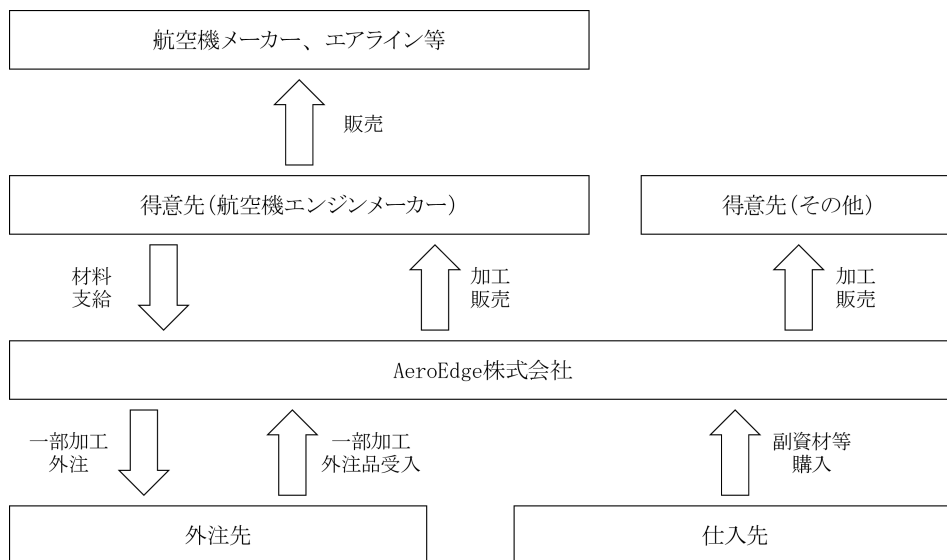 航空機メーカー、エアライン等
販売
得意先(航空機エンジンメーカー)
得意先(その他)
材料
支給
加工
販売
加工
販売
AeroEdge株式会社
一部加工
外注
一部加工
外注品受入
副資材等
購入
外注先
仕入先